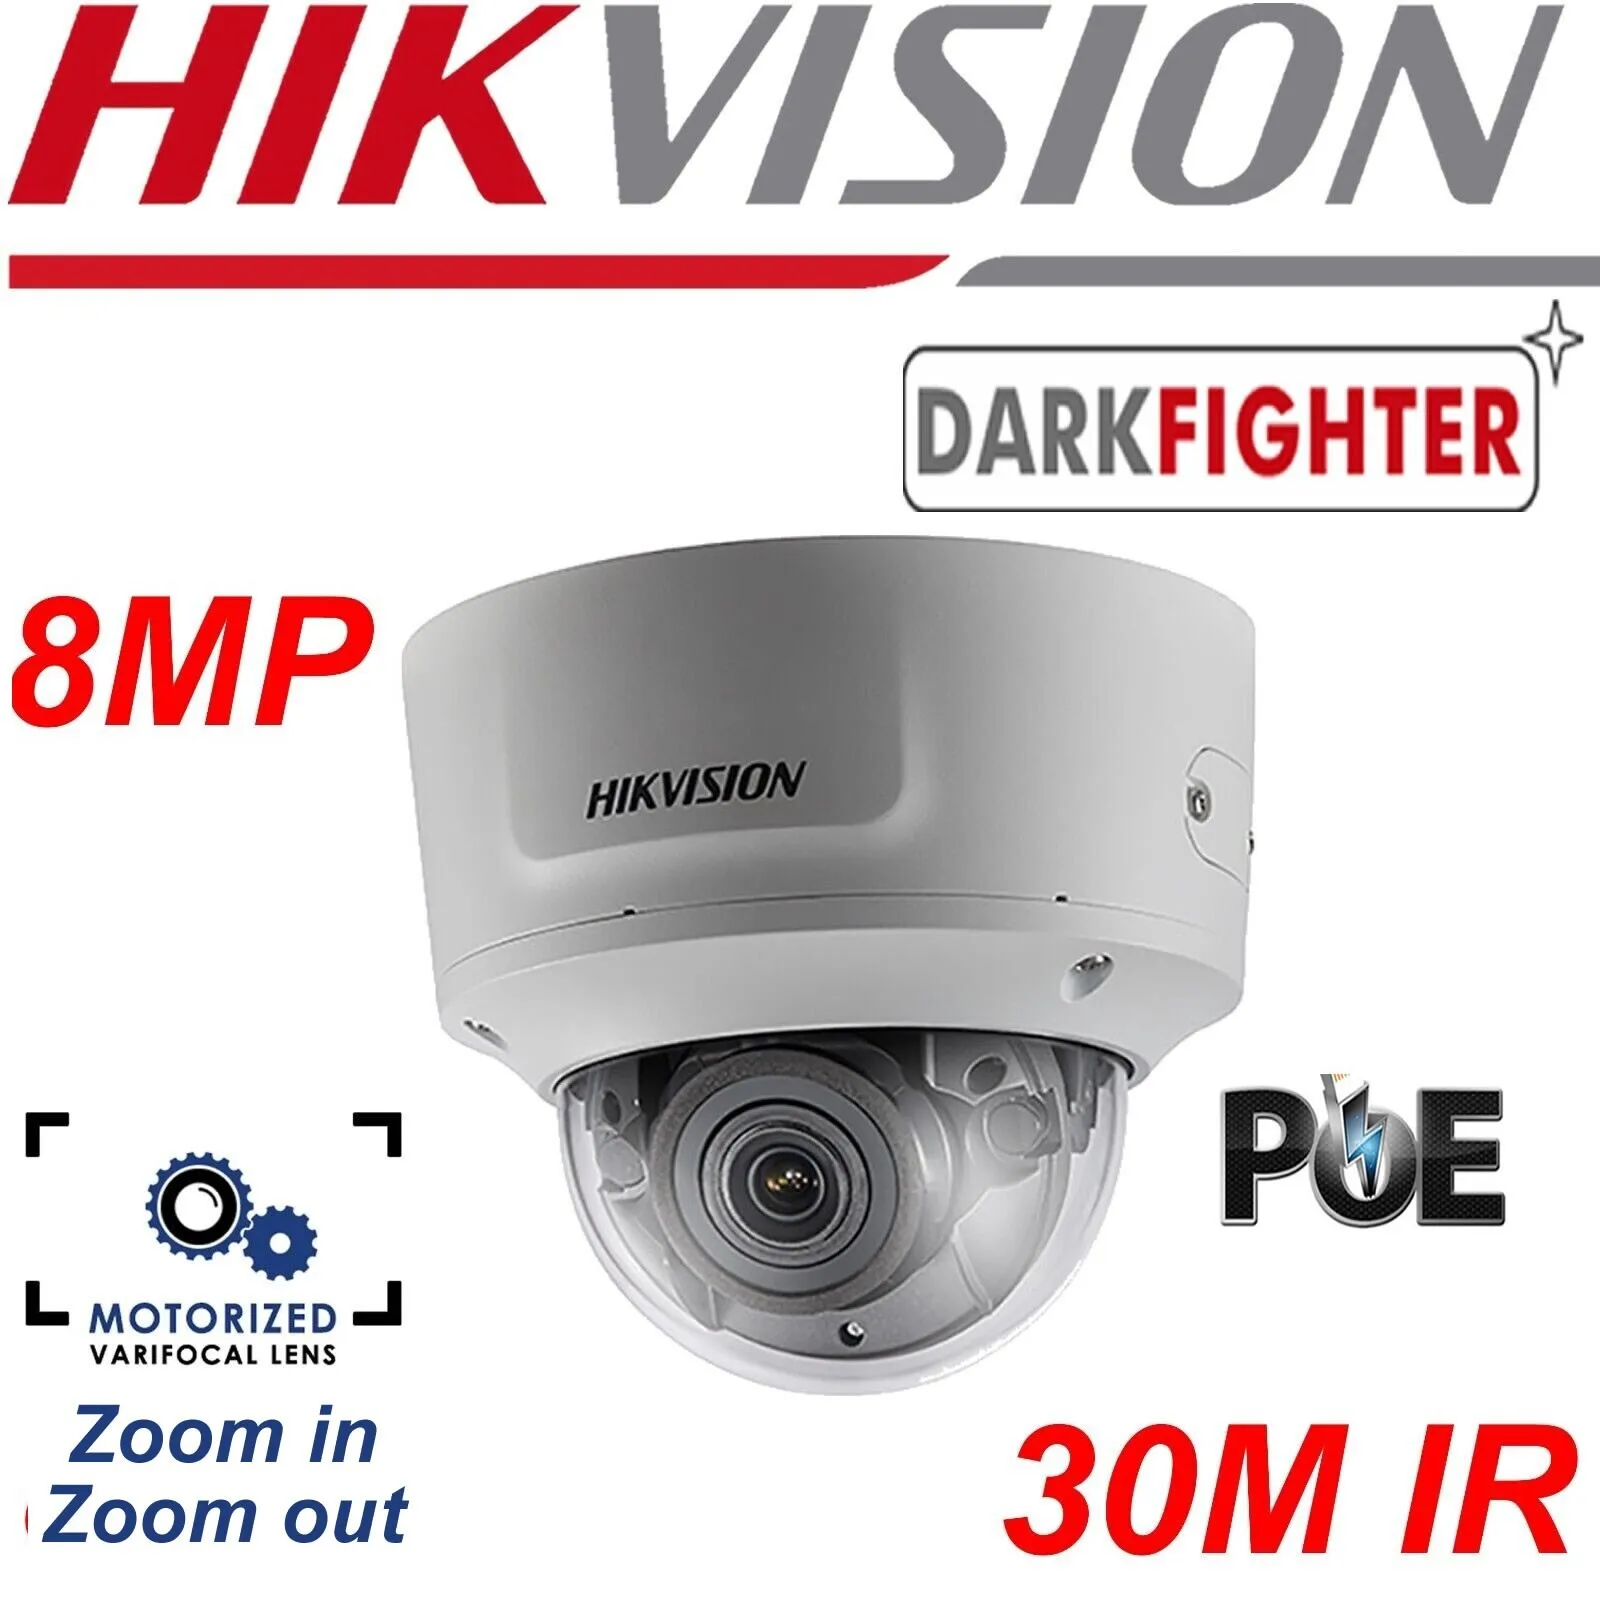 HIKVISION
DARKFIGHTER
8MP
HIKVISION
PoE
MOTORIZED
VARIFOCAL LENS
Zoom in
Zoom out
30M IR